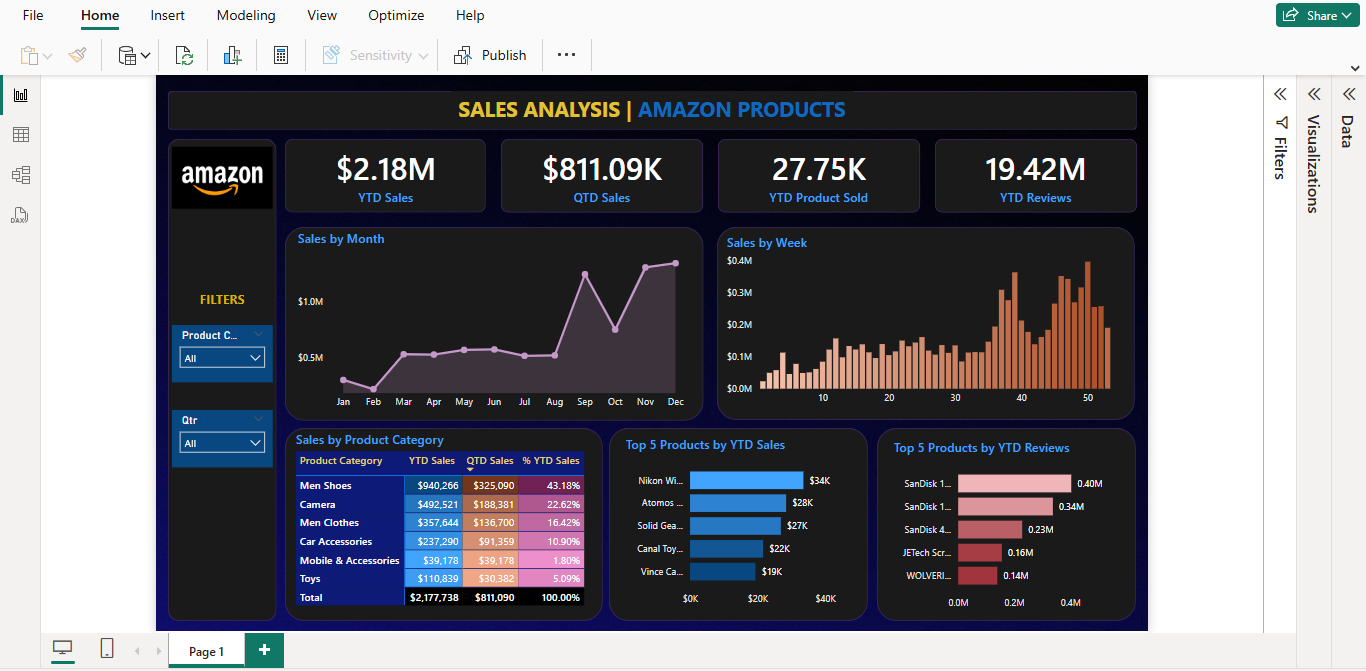 File Home Insert Modeling View Optimize Help Share
Sensitivity Publish
SALES ANALYSIS | AMAZON PRODUCTS
amazon
$2.18M
YTD Sales
$811.09K
QTD Sales
27.75K
YTD Product Sold
19.42M
YTD Reviews
FILTERS
Product C...
All
Qtr
All
Sales by Month
$1.0M
$0.5M
Jan Feb Mar Apr May Jun Jul Aug Sep Oct Nov Dec
Sales by Week
$0.4M
$0.3M
$0.2M
$0.1M
$0.0M
10 20 30 40 50
Sales by Product Category
Product Category YTD Sales QTD Sales % YTD Sales
Men Shoes $940,266 $325,090 43.18%
Camera $492,521 $188,381 22.62%
Men Clothes $357,644 $136,700 16.42%
Car Accessories $237,290 $91,359 10.90%
Mobile & Accessories $39,178 $39,178 1.80%
Toys $110,839 $30,382 5.09%
Total $2,177,738 $811,090 100.00%
Top 5 Products by YTD Sales
Nikon Wi... $34K
Atomos ... $28K
Solid Gea... $27K
Canal Toy... $22K
Vince Ca... $19K
$0K $20K $40K
Top 5 Products by YTD Reviews
SanDisk 1... 0.40M
SanDisk 1... 0.34M
SanDisk 4... 0.23M
JETech Scr... 0.16M
WOLVERI... 0.14M
0.0M 0.2M 0.4M
Filters
Visualizations
Data
DAX
Page 1